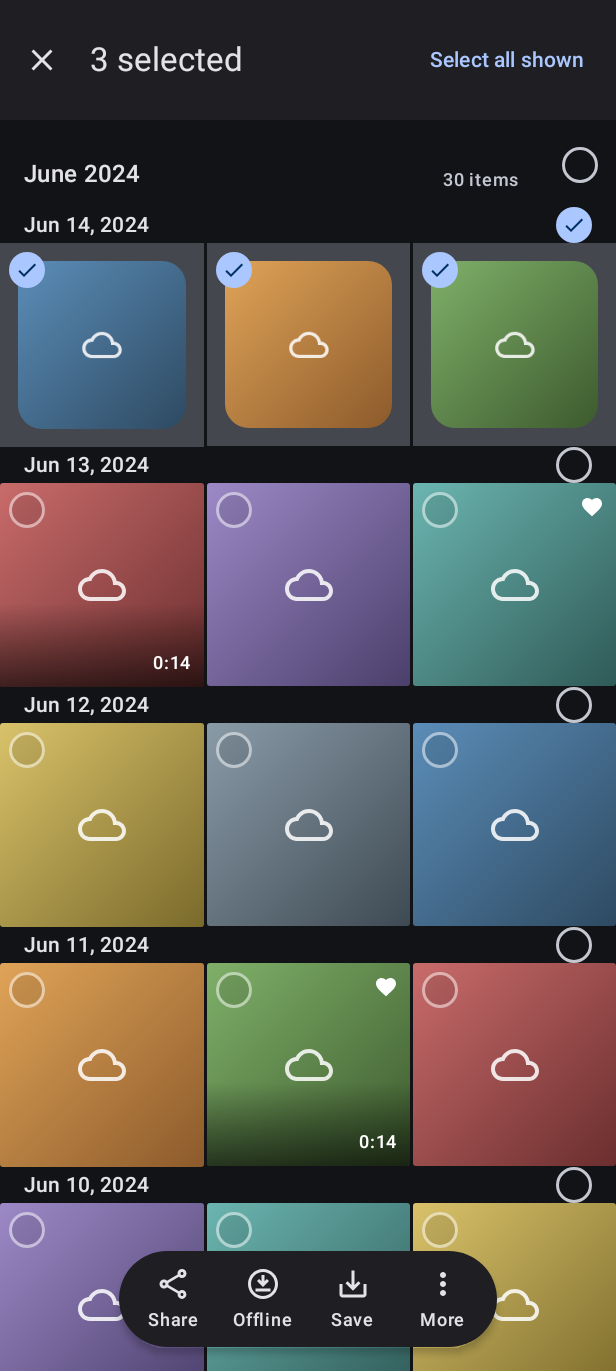 3 selected
Select all shown
June 2024
30 items
Jun 14, 2024
Jun 13, 2024
0:14
Jun 12, 2024
Jun 11, 2024
0:14
Jun 10, 2024
Share
Offline
Save
More